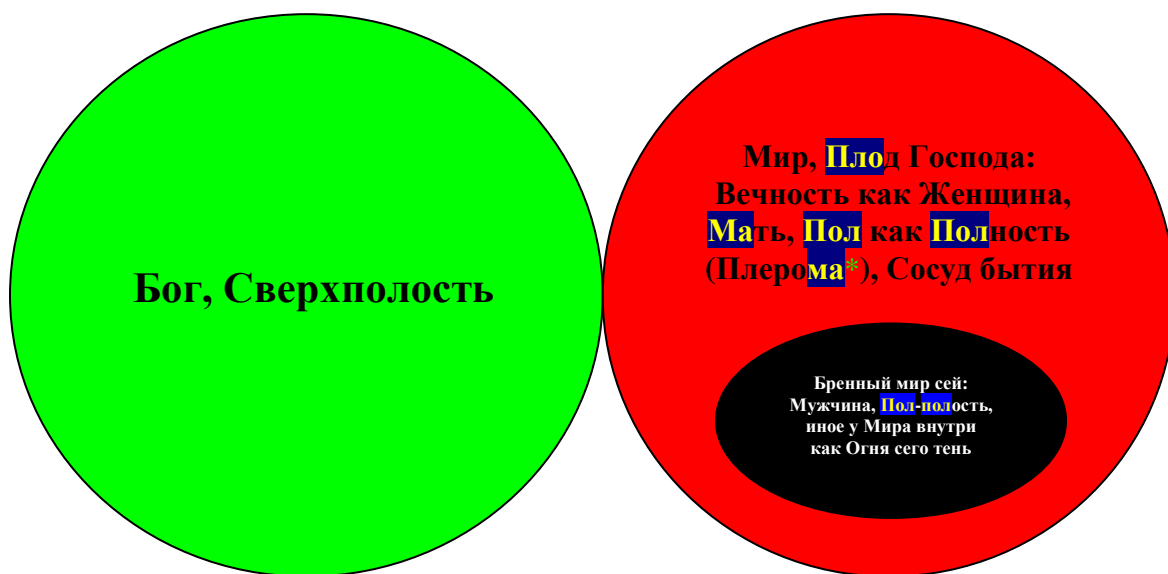 Бог, Сверхполость
Мир, Плод Господа:
Вечность как Женщина,
Мать, Пол как Полность
(Плерома*), Сосуд бытия
Бренный мир сей:
Мужчина, Пол-полость,
иное у Мира внутри
как Огня сего тень